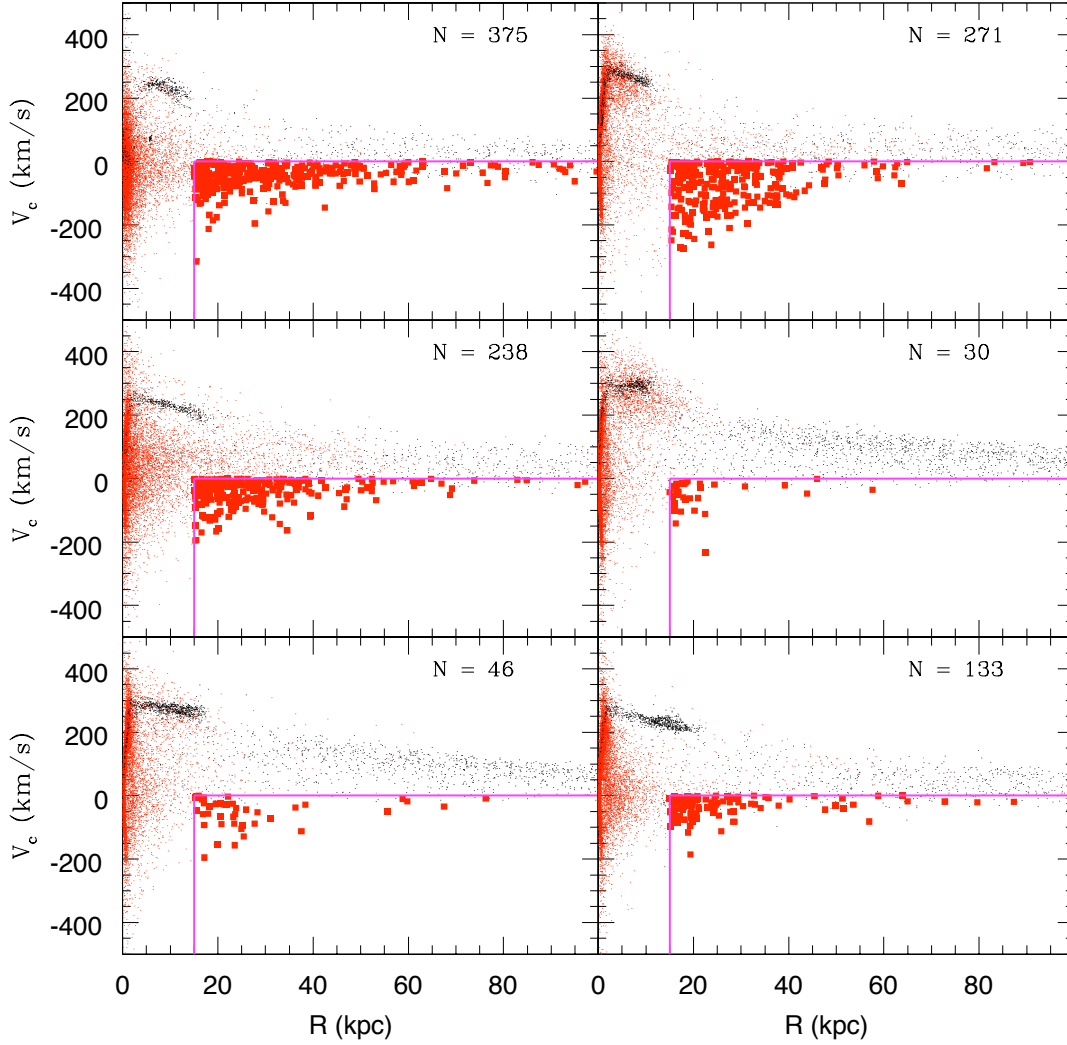 N = 375
N = 271
400
200
0
-200
-400
V_c (km/s)
N = 238
N = 30
400
200
0
-200
-400
V_c (km/s)
N = 46
N = 133
400
200
0
-200
-400
V_c (km/s)
0 20 40 60 80
0 20 40 60 80
R (kpc)
R (kpc)